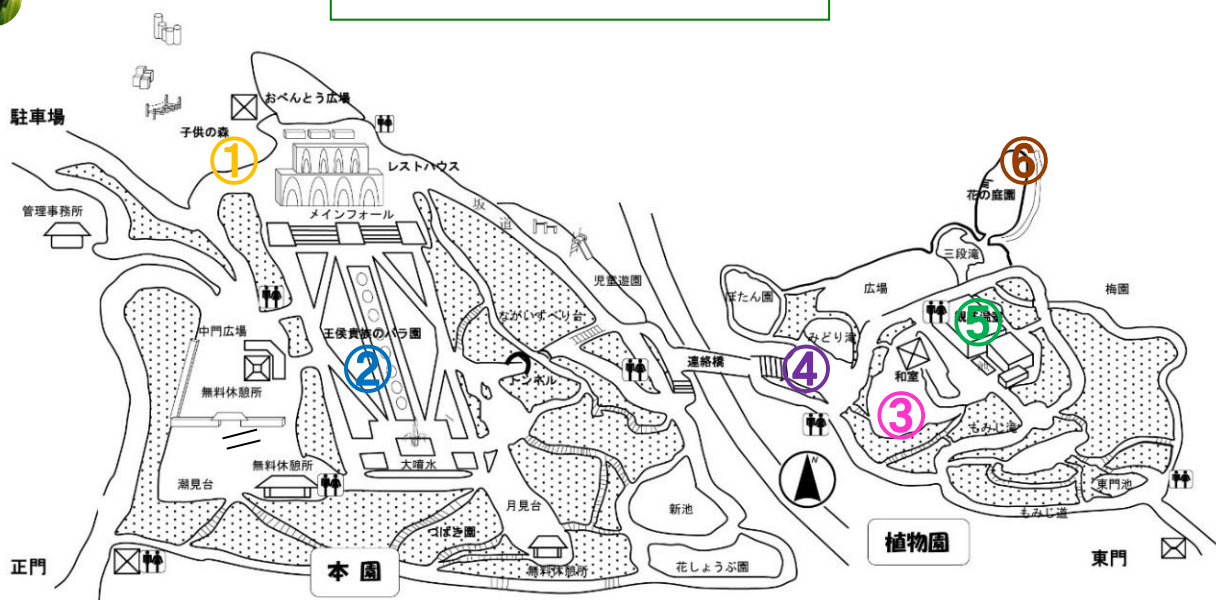 駐車場
子供の森
おべんとう広場
①
管理事務所
レストハウス
メインフォール
坂
道
児童遊園
中門広場
王侯貴族のバラ園
②
ながいすべり台
無料休憩所
トンネル
連絡橋
無料休憩所
大噴水
潮見台
月見台
つばき園
新池
無料休憩所
花しょうぶ園
正門
本園
⑥
花の庭園
三段滝
広場
ぼたん園
梅園
みどり滝
⑤
④
和室
池
③
もみじ滝
N
東門池
もみじ道
植物園
東門